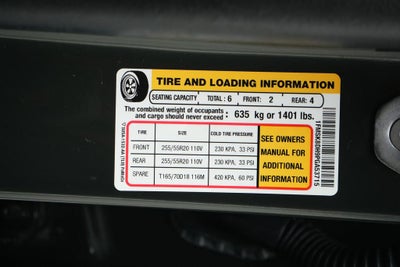 TIRE AND LOADING INFORMATION
SEATING CAPACITY TOTAL : 6 FRONT: 2 REAR: 4
The combined weight of occupants
and cargo should never exceed : 635 kg or 1401 lbs.
TIRE SIZE COLD TIRE PRESSURE
FRONT 255/55R20 110V 230 KPA, 33 PSI
REAR 255/55R20 110V 230 KPA, 33 PSI
SPARE T165/70D18 116M 420 KPA, 60 PSI
SEE OWNERS
MANUAL FOR
ADDITIONAL
INFORMATION